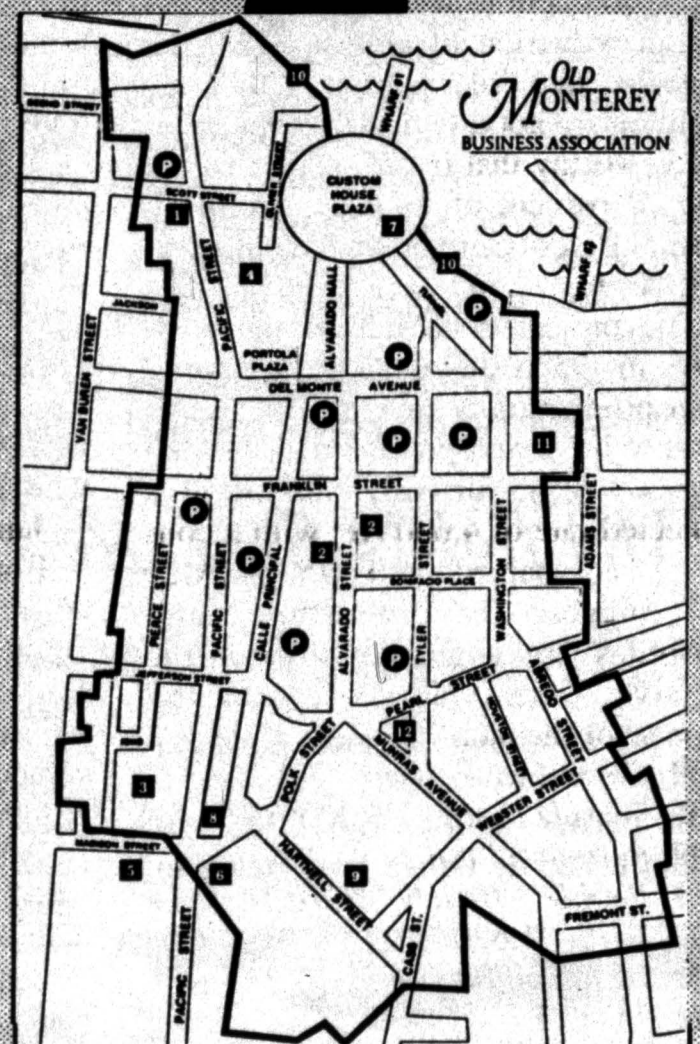 OLD
MONTEREY
BUSINESS ASSOCIATION
WHARF #1
10
SCOTT STREET
OLIVER STREET
CUSTOM
HOUSE
PLAZA
P
1
7
4
10
WHARF #2
PACIFIC STREET
ALVARADO MALL
JACKSON
P
VAN BUREN STREET
PORTOLA
PLAZA
P
DEL MONTE AVENUE
P
P
P
11
FRANKLIN STREET
P
2
2
ADAMS STREET
PIERCE STREET
PACIFIC STREET
CALLE PRINCIPAL
P
ALVARADO STREET
TYLER STREET
BONIFACIO PLACE
WASHINGTON STREET
P
P
JEFFERSON STREET
PEARL STREET
ABREGO STREET
HOUSTON STREET
12
KING
POLK STREET
MUNRAS AVENUE
WEBSTER STREET
3
8
MADISON STREET
5
6
HARTNELL STREET
9
PACIFIC STREET
CASS ST.
FREMONT ST.